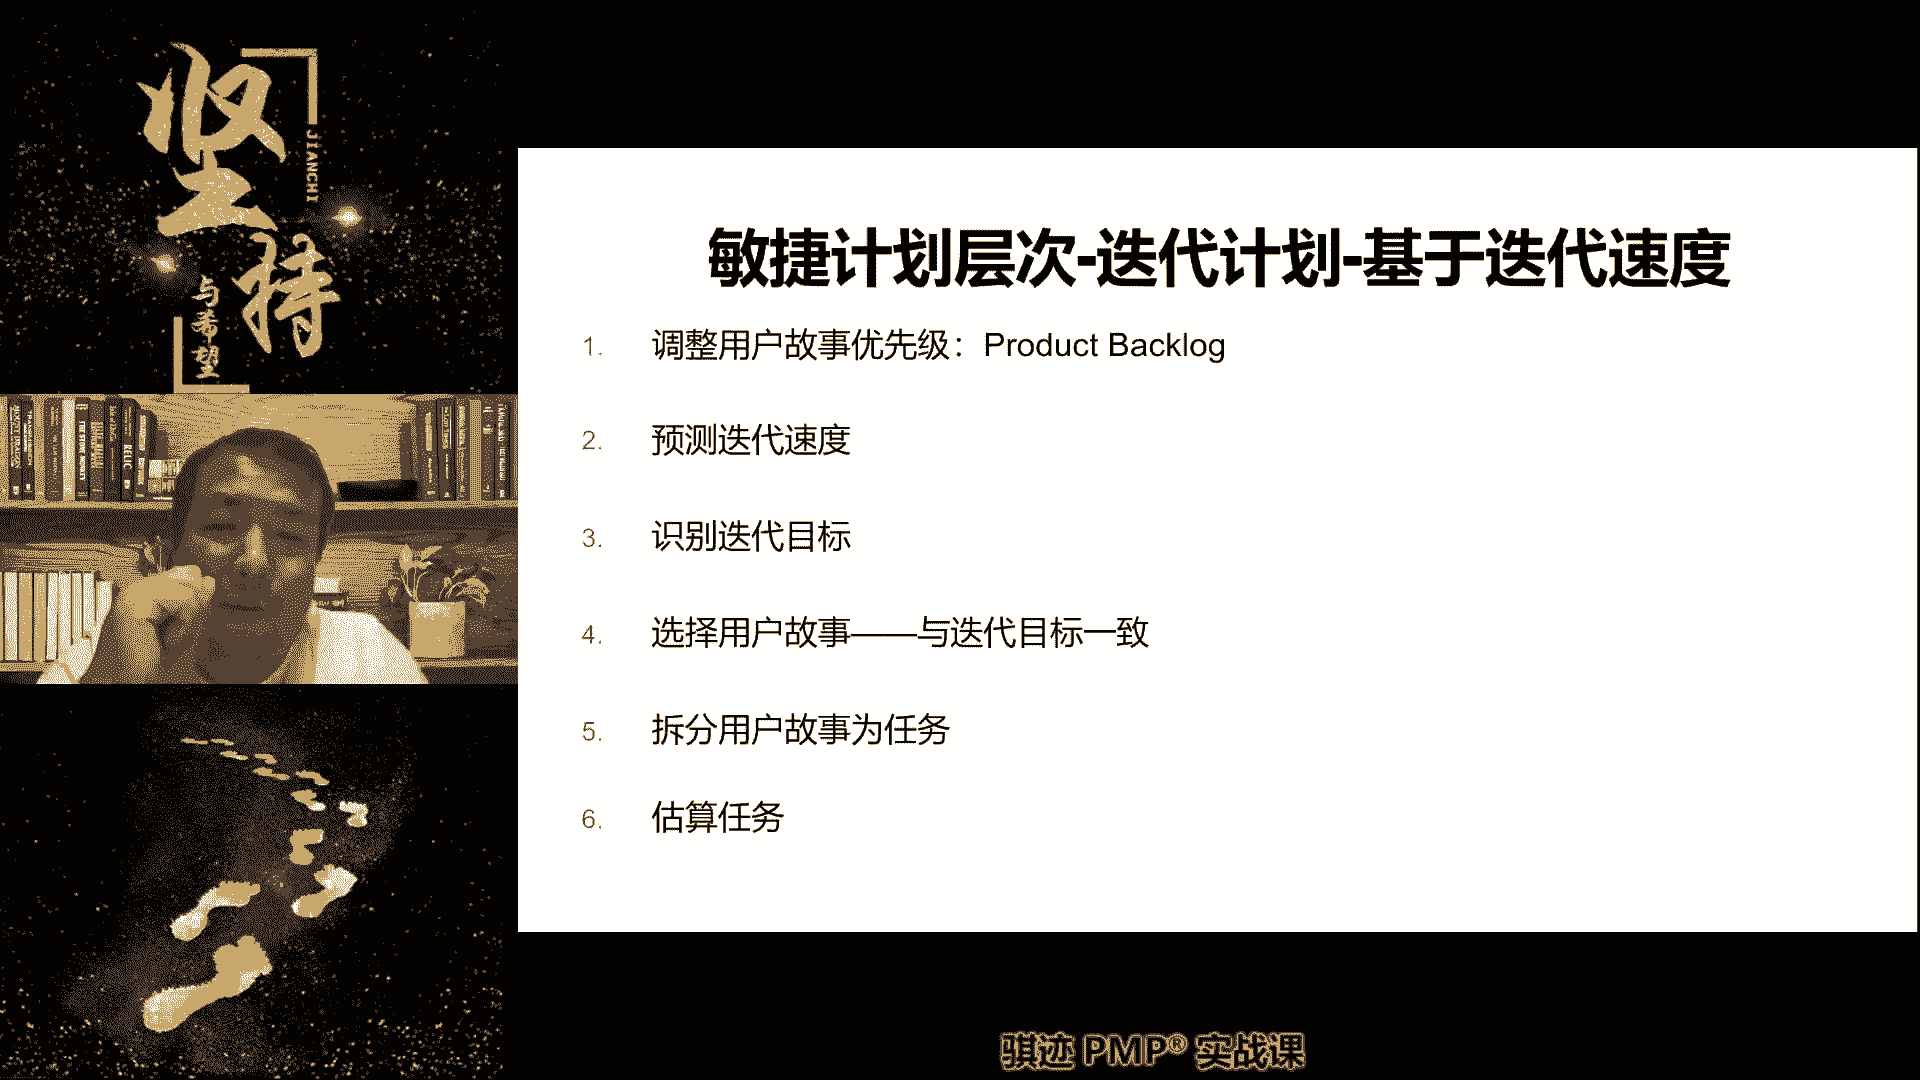 坚持
JIANCHI
与希望
敏捷计划层次-迭代计划-基于迭代速度
1. 调整用户故事优先级：Product Backlog
2. 预测迭代速度
3. 识别迭代目标
4. 选择用户故事——与迭代目标一致
5. 拆分用户故事为任务
6. 估算任务
骐迹 PMP® 实战课